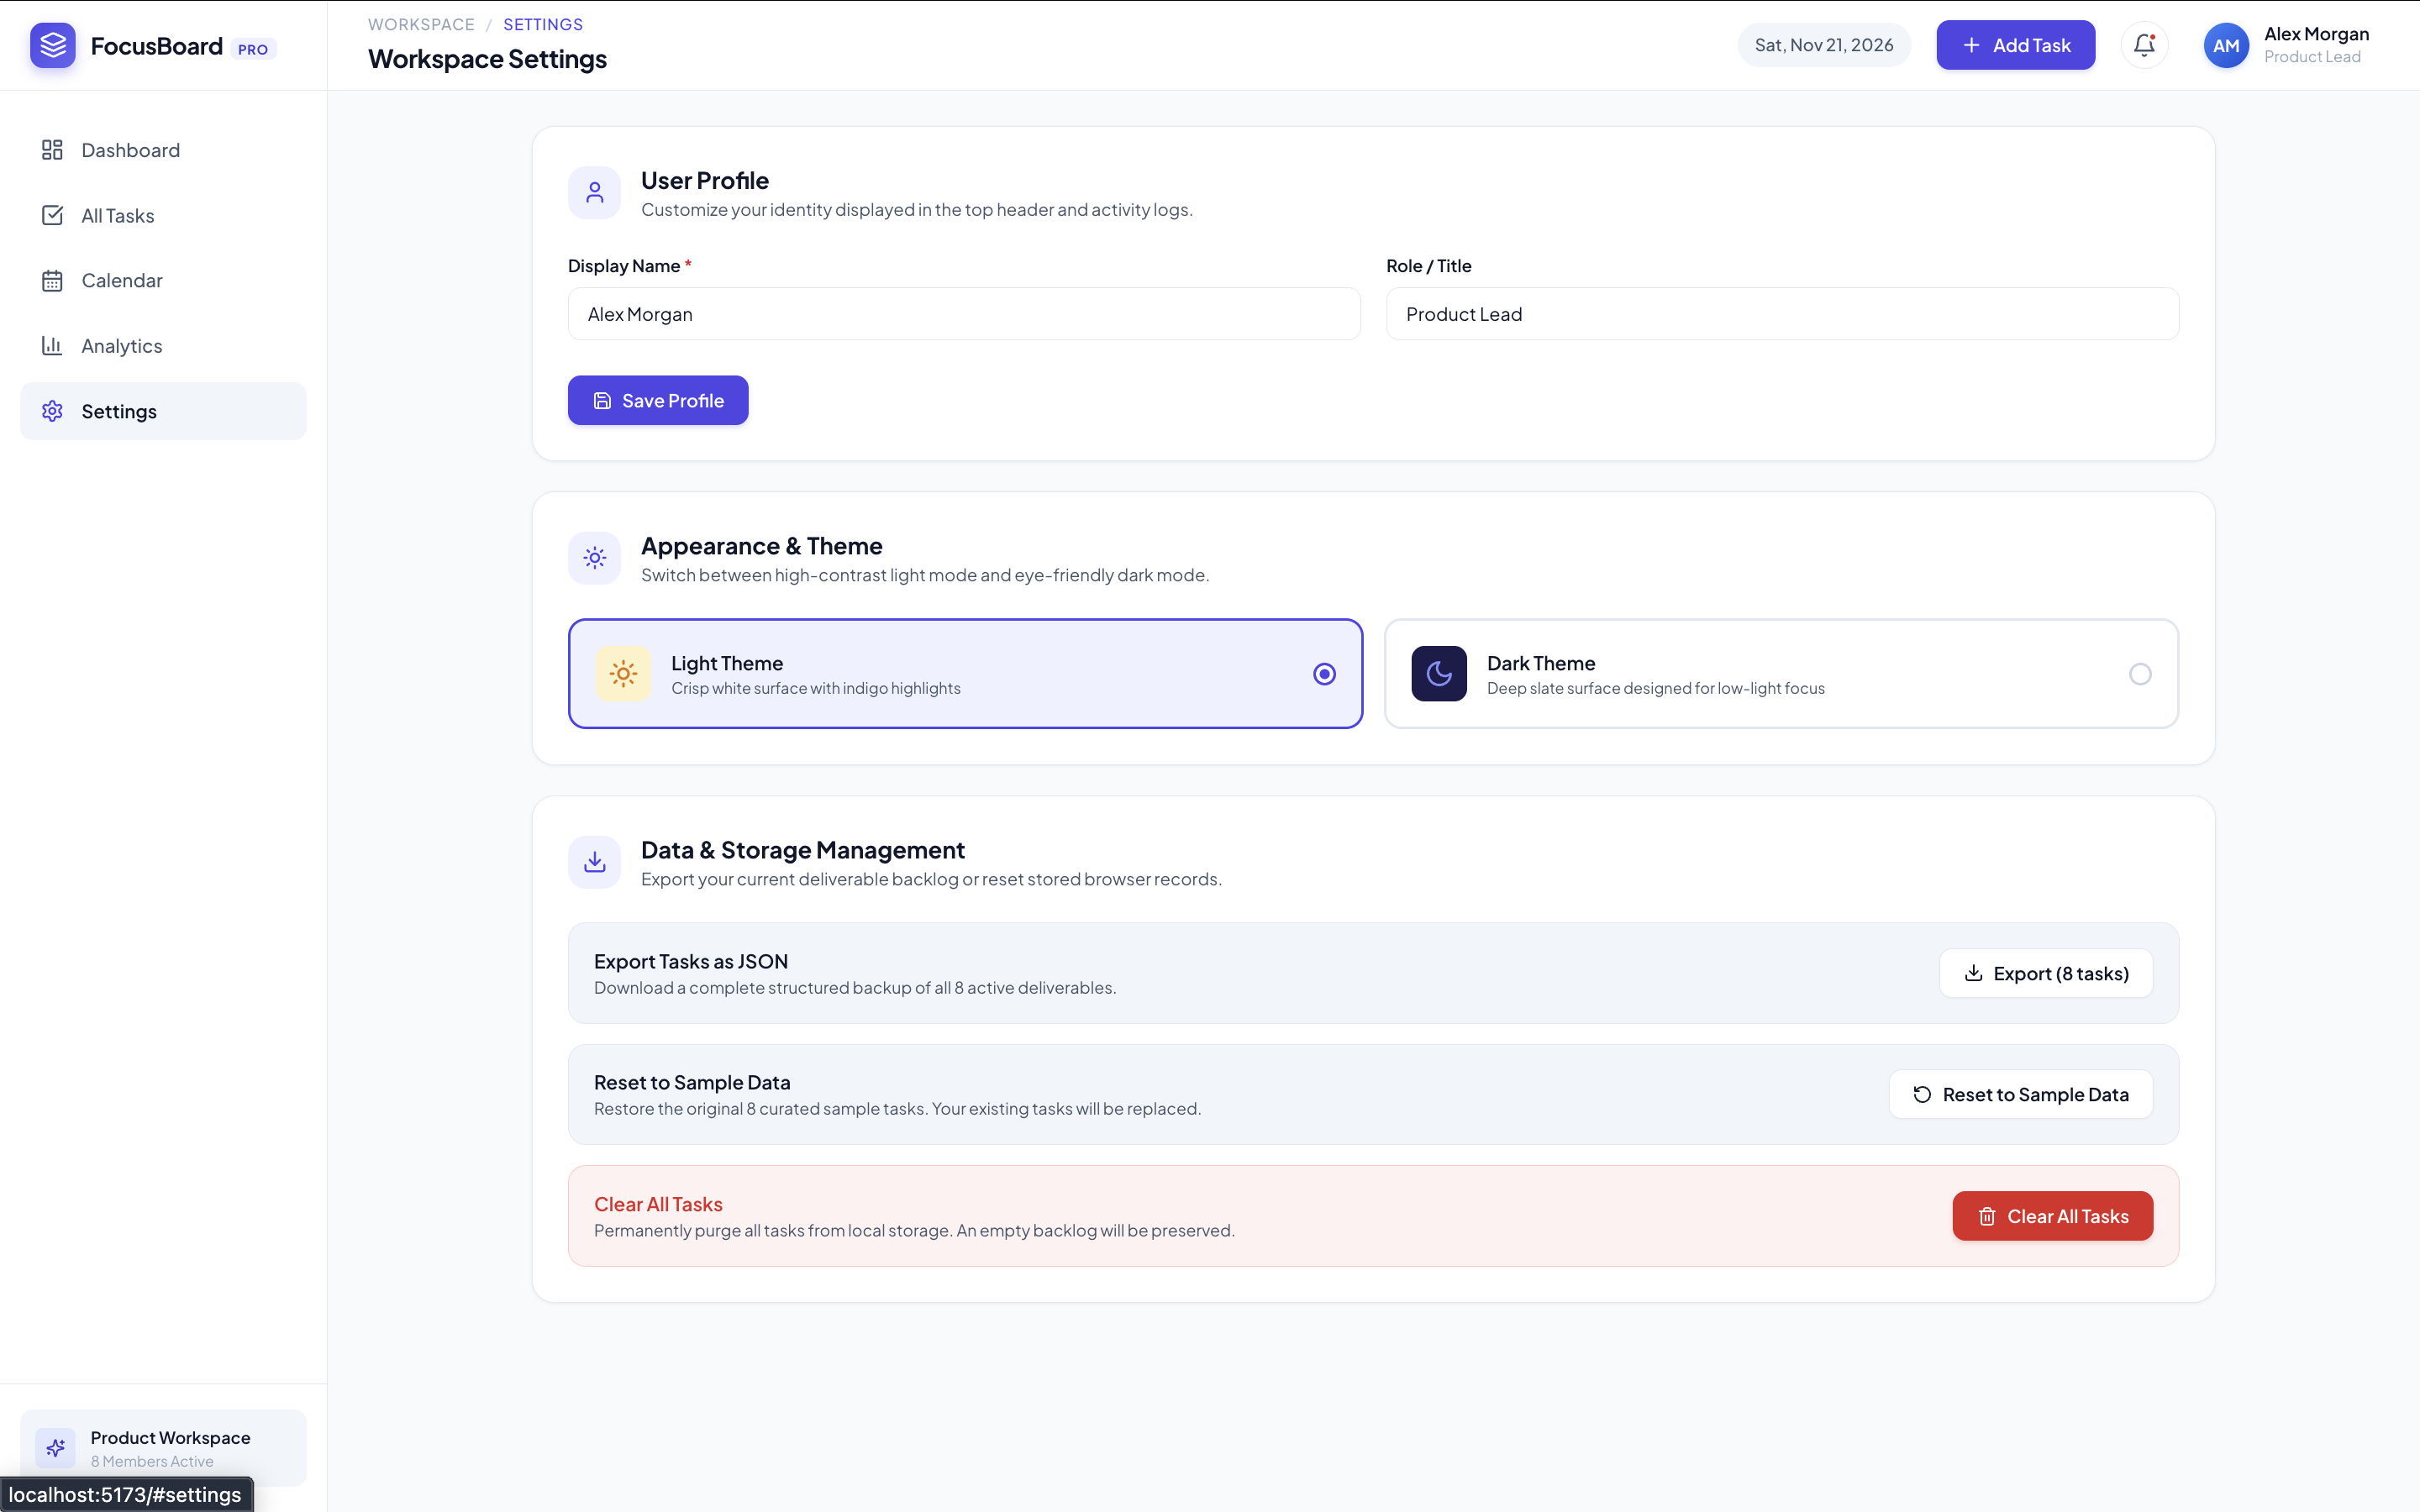 FocusBoard PRO
WORKSPACE / SETTINGS
Workspace Settings
Sat, Nov 21, 2026
Add Task
AM
Alex Morgan
Product Lead
Dashboard
All Tasks
Calendar
Analytics
Settings
User Profile
Customize your identity displayed in the top header and activity logs.
Display Name *
Alex Morgan
Role / Title
Product Lead
Save Profile
Appearance & Theme
Switch between high-contrast light mode and eye-friendly dark mode.
Light Theme
Crisp white surface with indigo highlights
Dark Theme
Deep slate surface designed for low-light focus
Data & Storage Management
Export your current deliverable backlog or reset stored browser records.
Export Tasks as JSON
Download a complete structured backup of all 8 active deliverables.
Export (8 tasks)
Reset to Sample Data
Restore the original 8 curated sample tasks. Your existing tasks will be replaced.
Reset to Sample Data
Clear All Tasks
Permanently purge all tasks from local storage. An empty backlog will be preserved.
Clear All Tasks
Product Workspace
8 Members Active
localhost:5173/#settings